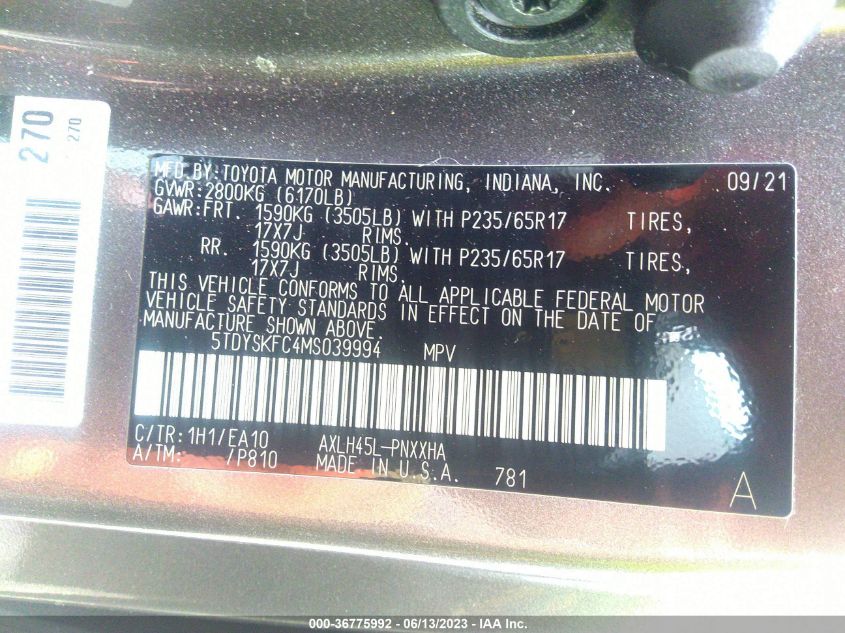 270
270
MFD.BY:TOYOTA MOTOR MANUFACTURING, INDIANA, INC. 09/21
GVWR:2800KG (6170LB)
GAWR:FRT. 1590KG (3505LB) WITH P235/65R17 TIRES,
17X7J RIMS.
RR. 1590KG (3505LB) WITH P235/65R17 TIRES,
17X7J RIMS.
THIS VEHICLE CONFORMS TO ALL APPLICABLE FEDERAL MOTOR
VEHICLE SAFETY STANDARDS IN EFFECT ON THE DATE OF
MANUFACTURE SHOWN ABOVE.
5TDYSKFC4MS039994 MPV
C/TR:1H1/EA10 AXLH45L-PNXXHA
A/TM: /P810 MADE IN U.S.A. 781
A
000-36775992 - 06/13/2023 - IAA Inc.